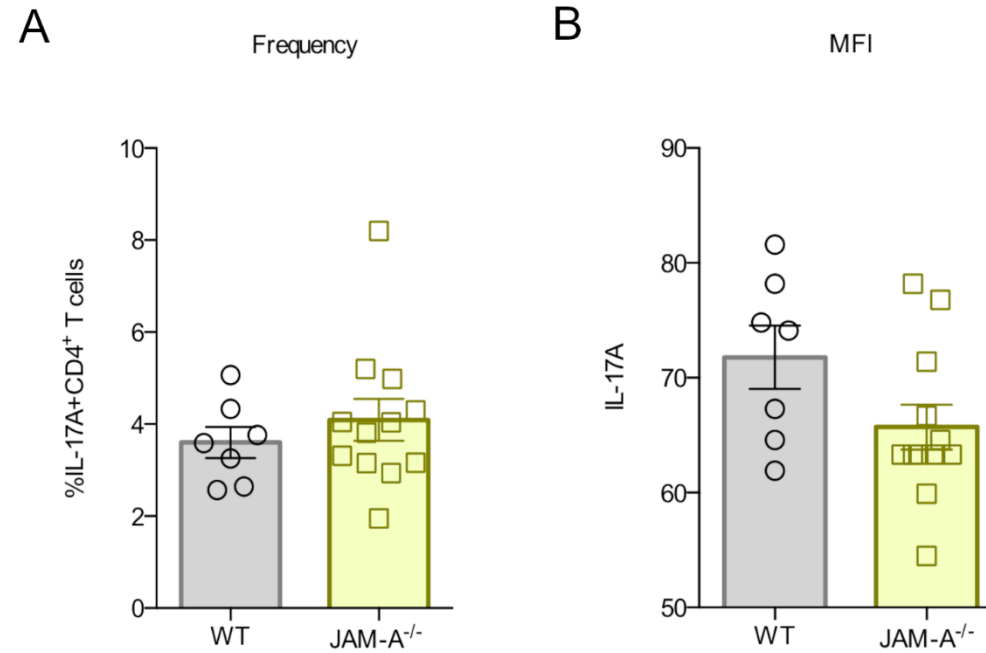 A
Frequency
%IL-17A+CD4⁺ T cells
10
8
6
4
2
0
WT
JAM-A⁻/⁻
B
MFI
IL-17A
90
80
70
60
50
WT
JAM-A⁻/⁻